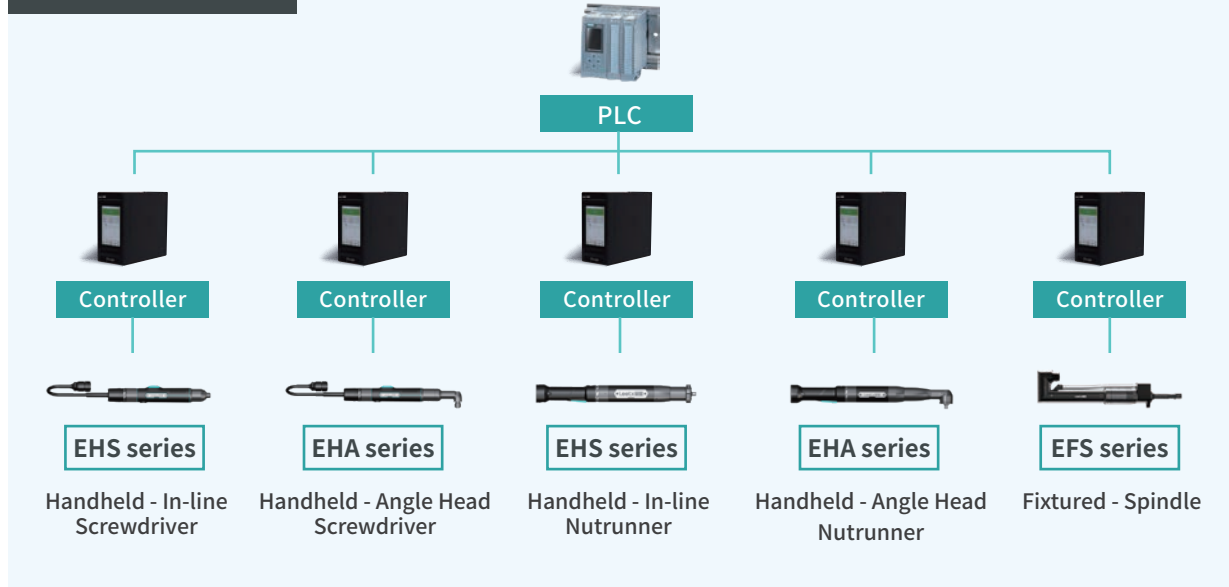 PLC
Controller
Controller
Controller
Controller
Controller
EHS series
EHA series
EHS series
EHA series
EFS series
Handheld - In-line
Screwdriver
Handheld - Angle Head
Screwdriver
Handheld - In-line
Nutrunner
Handheld - Angle Head
Nutrunner
Fixtured - Spindle